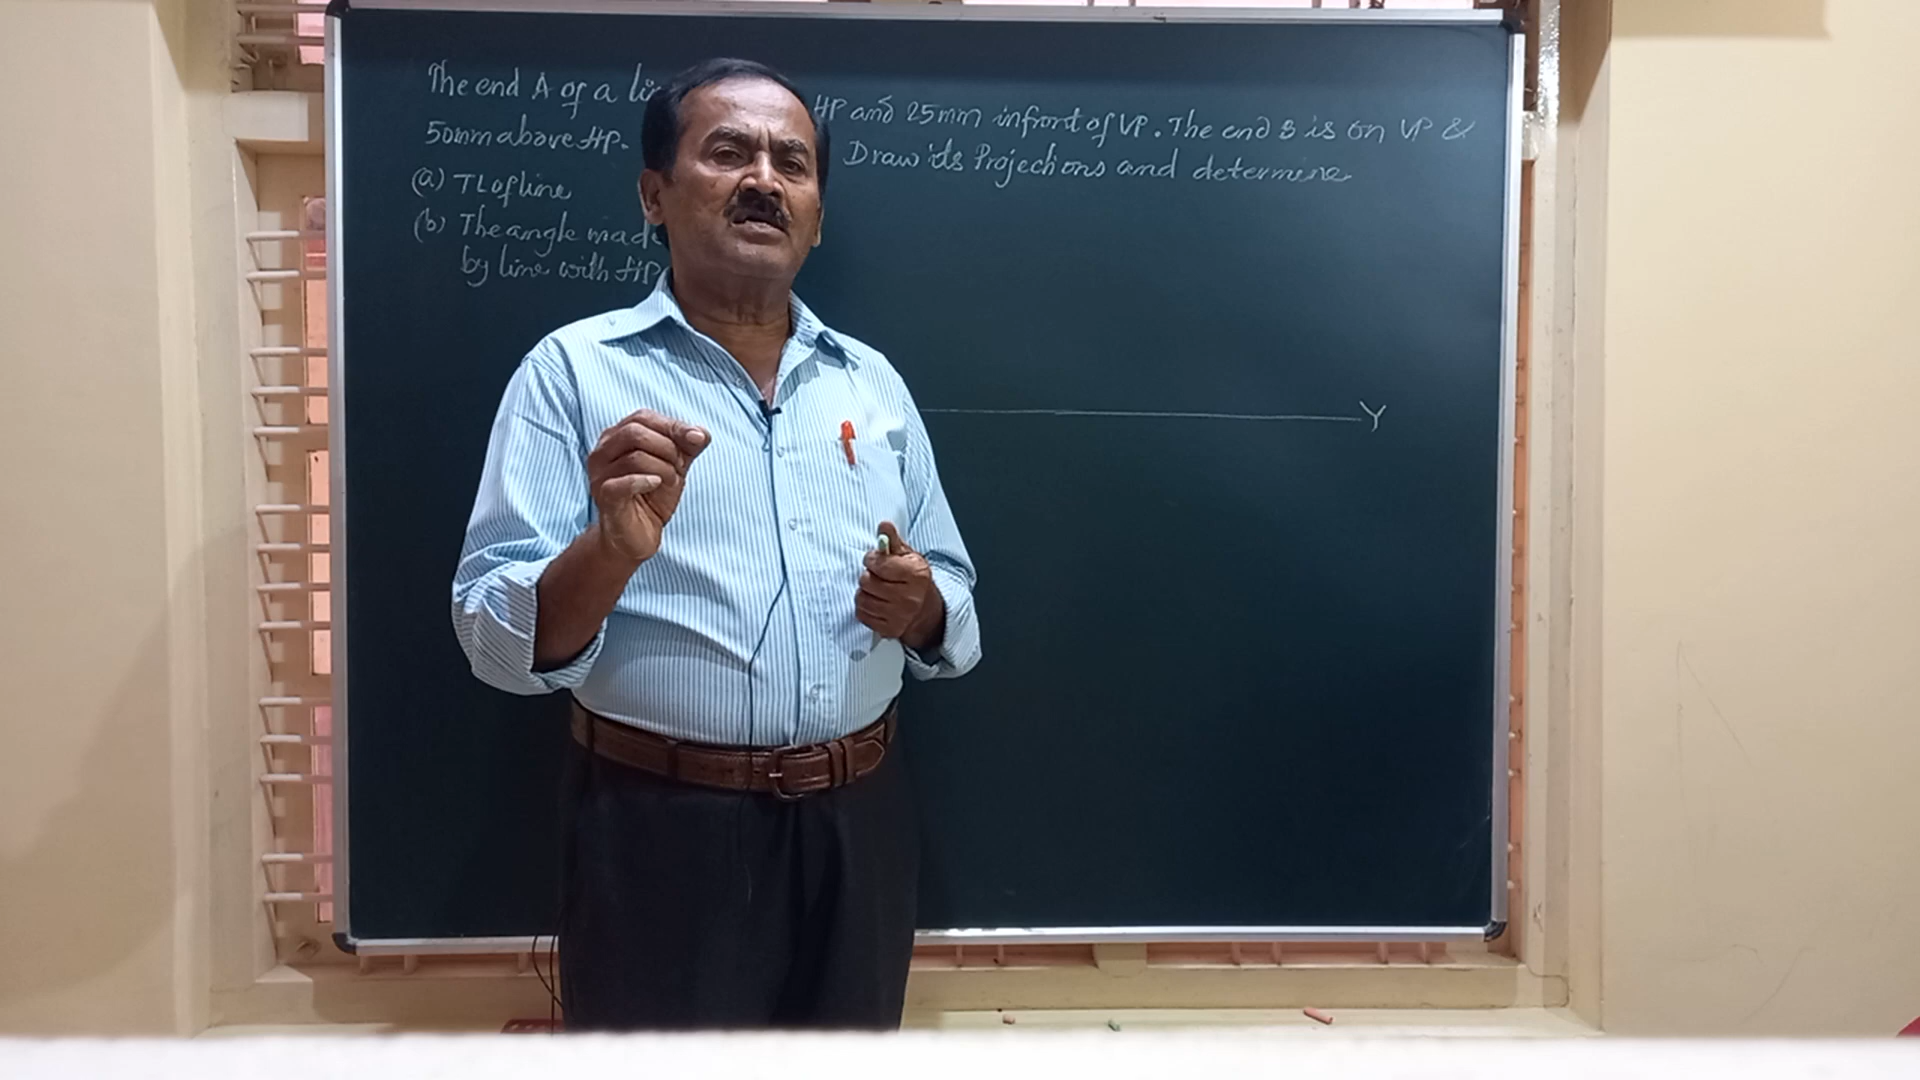 The end A of a HP and 25mm infront of VP. The end B is on VP &
50mm above HP. Draw its Projections and determine
(a) TL of line
(b) The angle made
by line with HP
Y